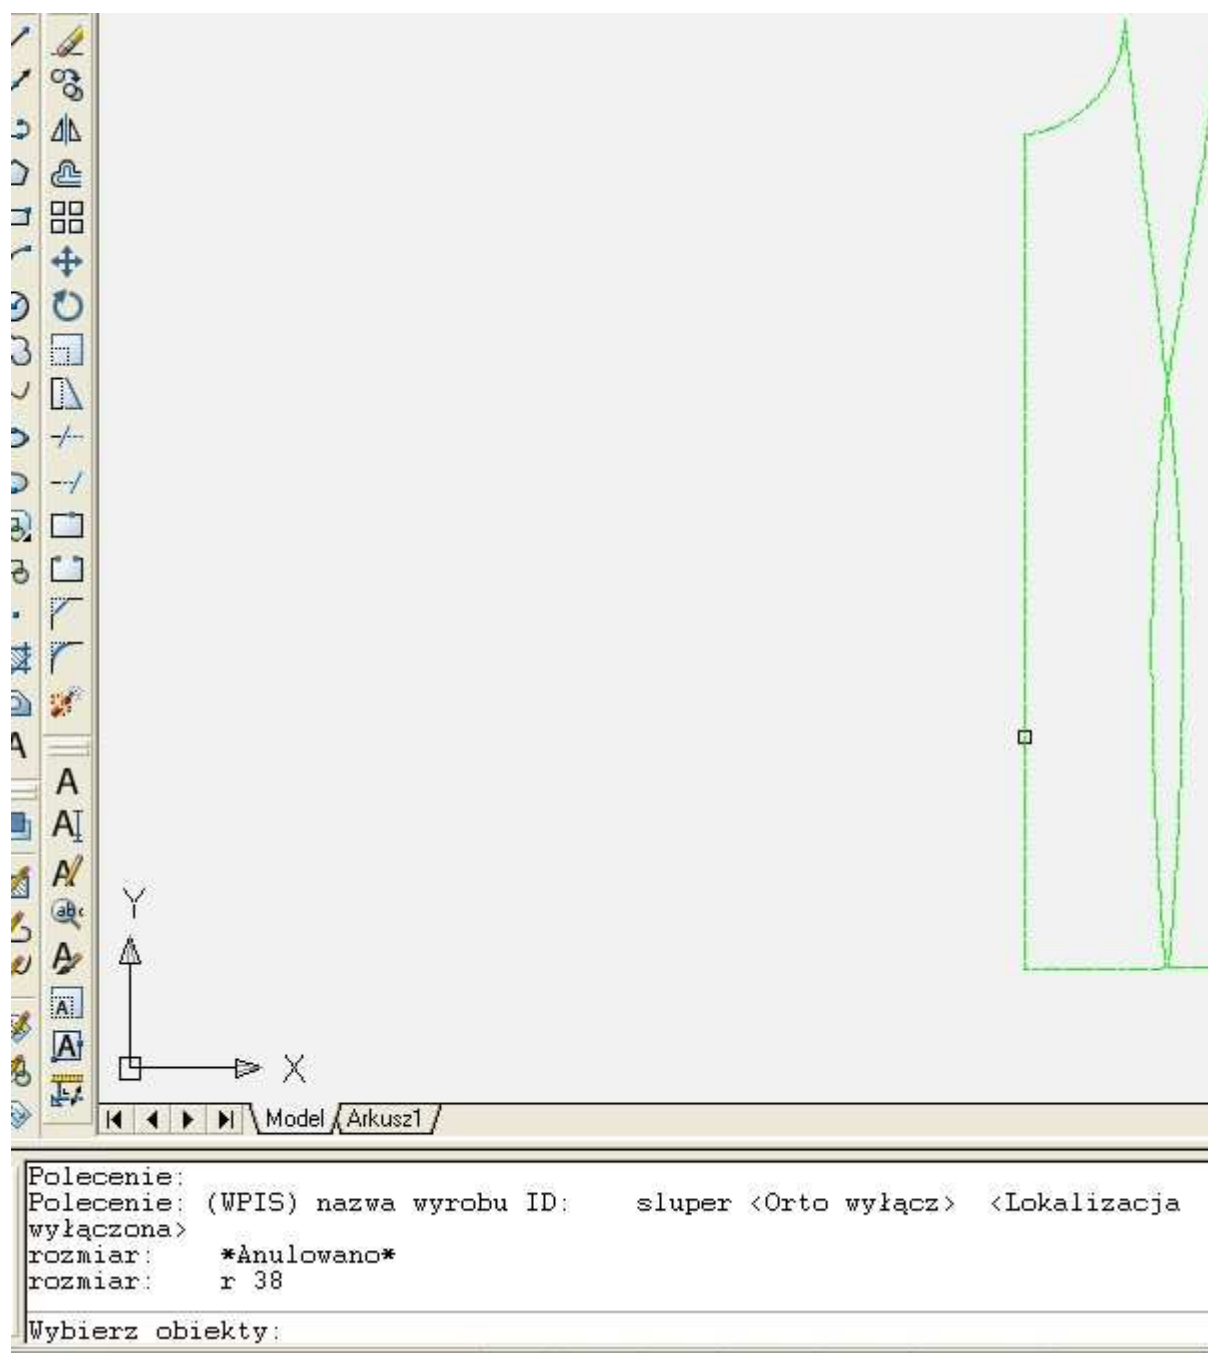 A
A
A
A
abc
A
A
A
Y
X
Model
Arkusz1
Polecenie:
Polecenie: (WPIS) nazwa wyrobu ID: sluper <Orto wyłącz> <Lokalizacja
wyłączona>
rozmiar: *Anulowano*
rozmiar: r 38
Wybierz obiekty: